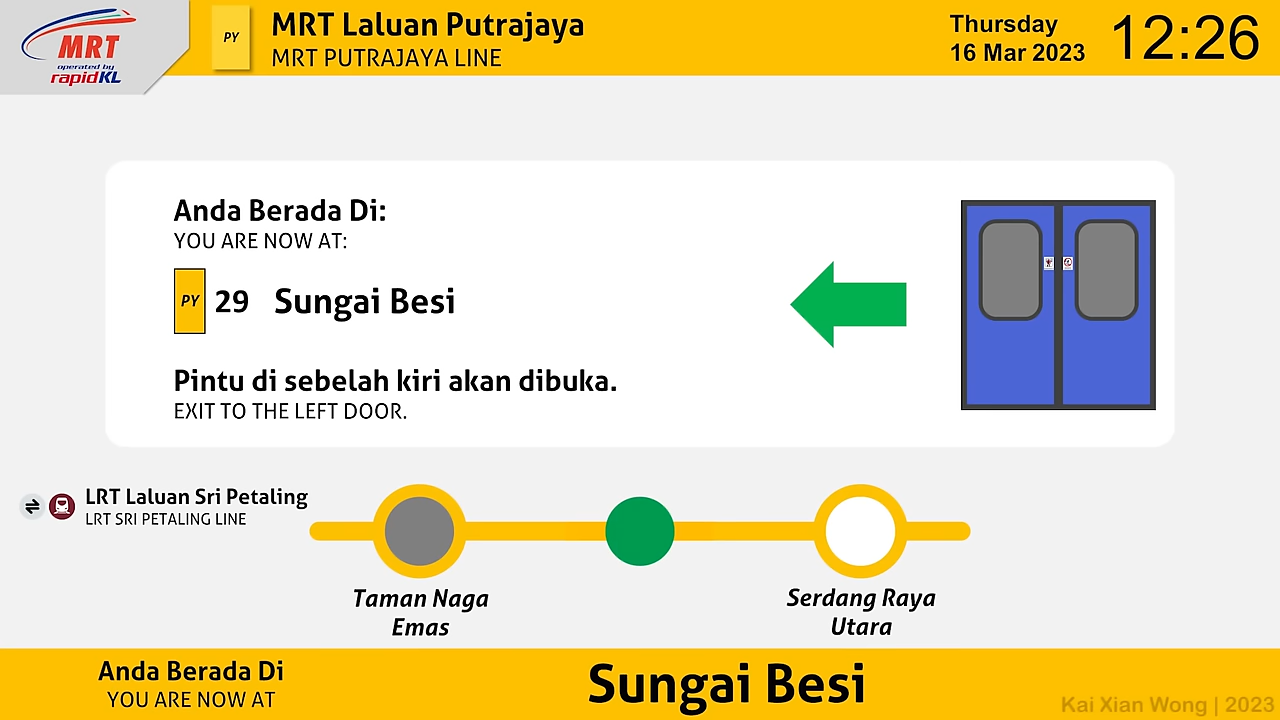 MRT
operated by
rapidKL
PY
MRT Laluan Putrajaya
MRT PUTRAJAYA LINE
Thursday
16 Mar 2023
12:26
Anda Berada Di:
YOU ARE NOW AT:
PY 29 Sungai Besi
Pintu di sebelah kiri akan dibuka.
EXIT TO THE LEFT DOOR.
LRT Laluan Sri Petaling
LRT SRI PETALING LINE
Taman Naga
Emas
Serdang Raya
Utara
Anda Berada Di
YOU ARE NOW AT
Sungai Besi
Kai Xian Wong | 2023